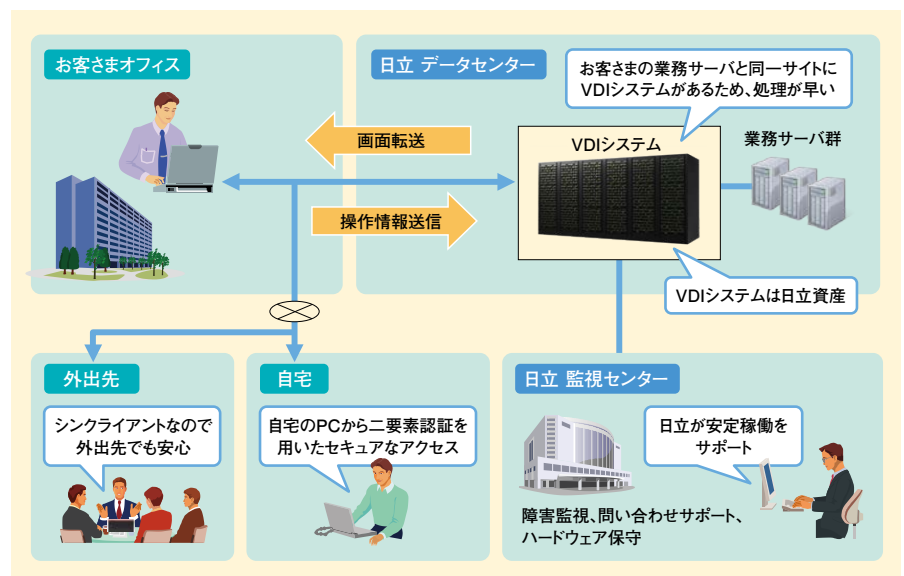 お客さまオフィス
日立 データセンター
お客さまの業務サーバと同一サイトに
VDIシステムがあるため、処理が早い
画面転送
VDIシステム
業務サーバ群
操作情報送信
VDIシステムは日立資産
外出先
シンクライアントなので
外出先でも安心
自宅
自宅のPCから二要素認証を
用いたセキュアなアクセス
日立 監視センター
日立が安定稼働を
サポート
障害監視、問い合わせサポート、
ハードウェア保守